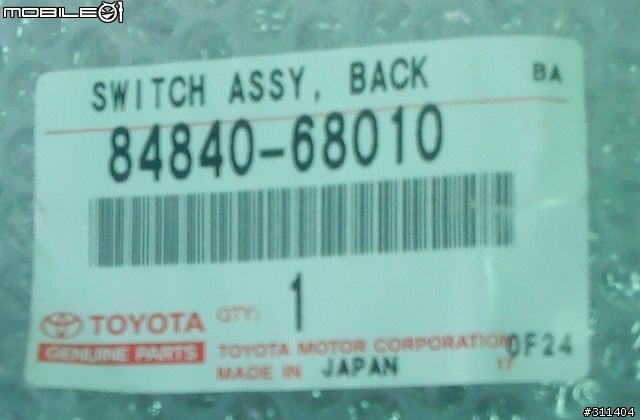 MOBILE01
SWITCH ASSY, BACK BA
84840-68010
QTY: 1
TOYOTA
GENUINE PARTS
TOYOTA MOTOR CORPORATION 0F24
MADE IN JAPAN 17
#311404